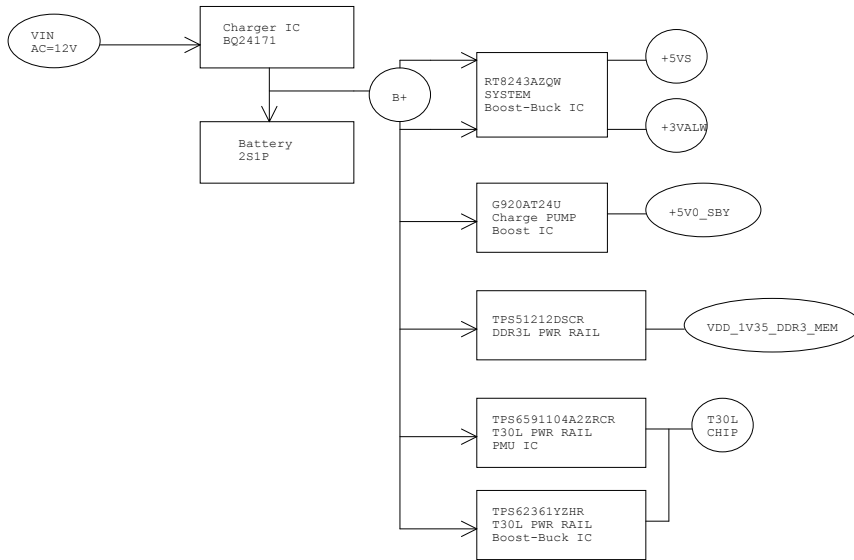 VIN
AC=12V
Charger IC
BQ24171
Battery
2S1P
B+
RT8243AZQW
SYSTEM
Boost-Buck IC
+5VS
+3VALW
G920AT24U
Charge PUMP
Boost IC
+5V0_SBY
TPS51212DSCR
DDR3L PWR RAIL
VDD_1V35_DDR3_MEM
TPS6591104A2ZRCR
T30L PWR RAIL
PMU IC
T30L
CHIP
TPS62361YZHR
T30L PWR RAIL
Boost-Buck IC